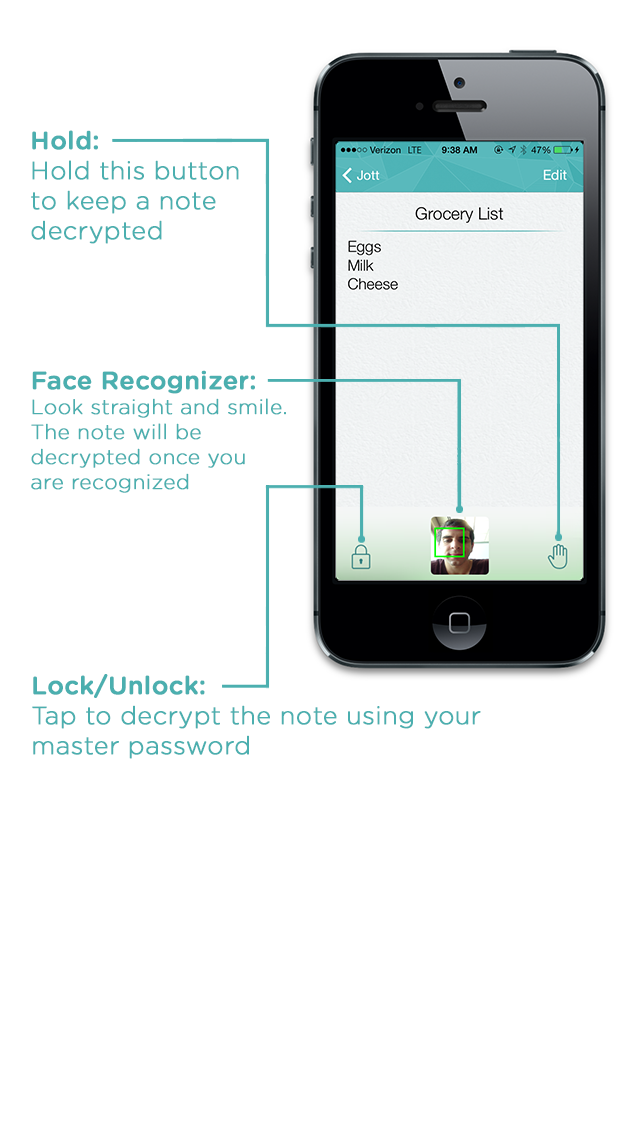 Hold:
Hold this button
to keep a note
decrypted
Face Recognizer:
Look straight and smile.
The note will be
decrypted once you
are recognized
Lock/Unlock:
Tap to decrypt the note using your
master password
Verizon LTE 9:38 AM 47%
Jott Edit
Grocery List
Eggs
Milk
Cheese